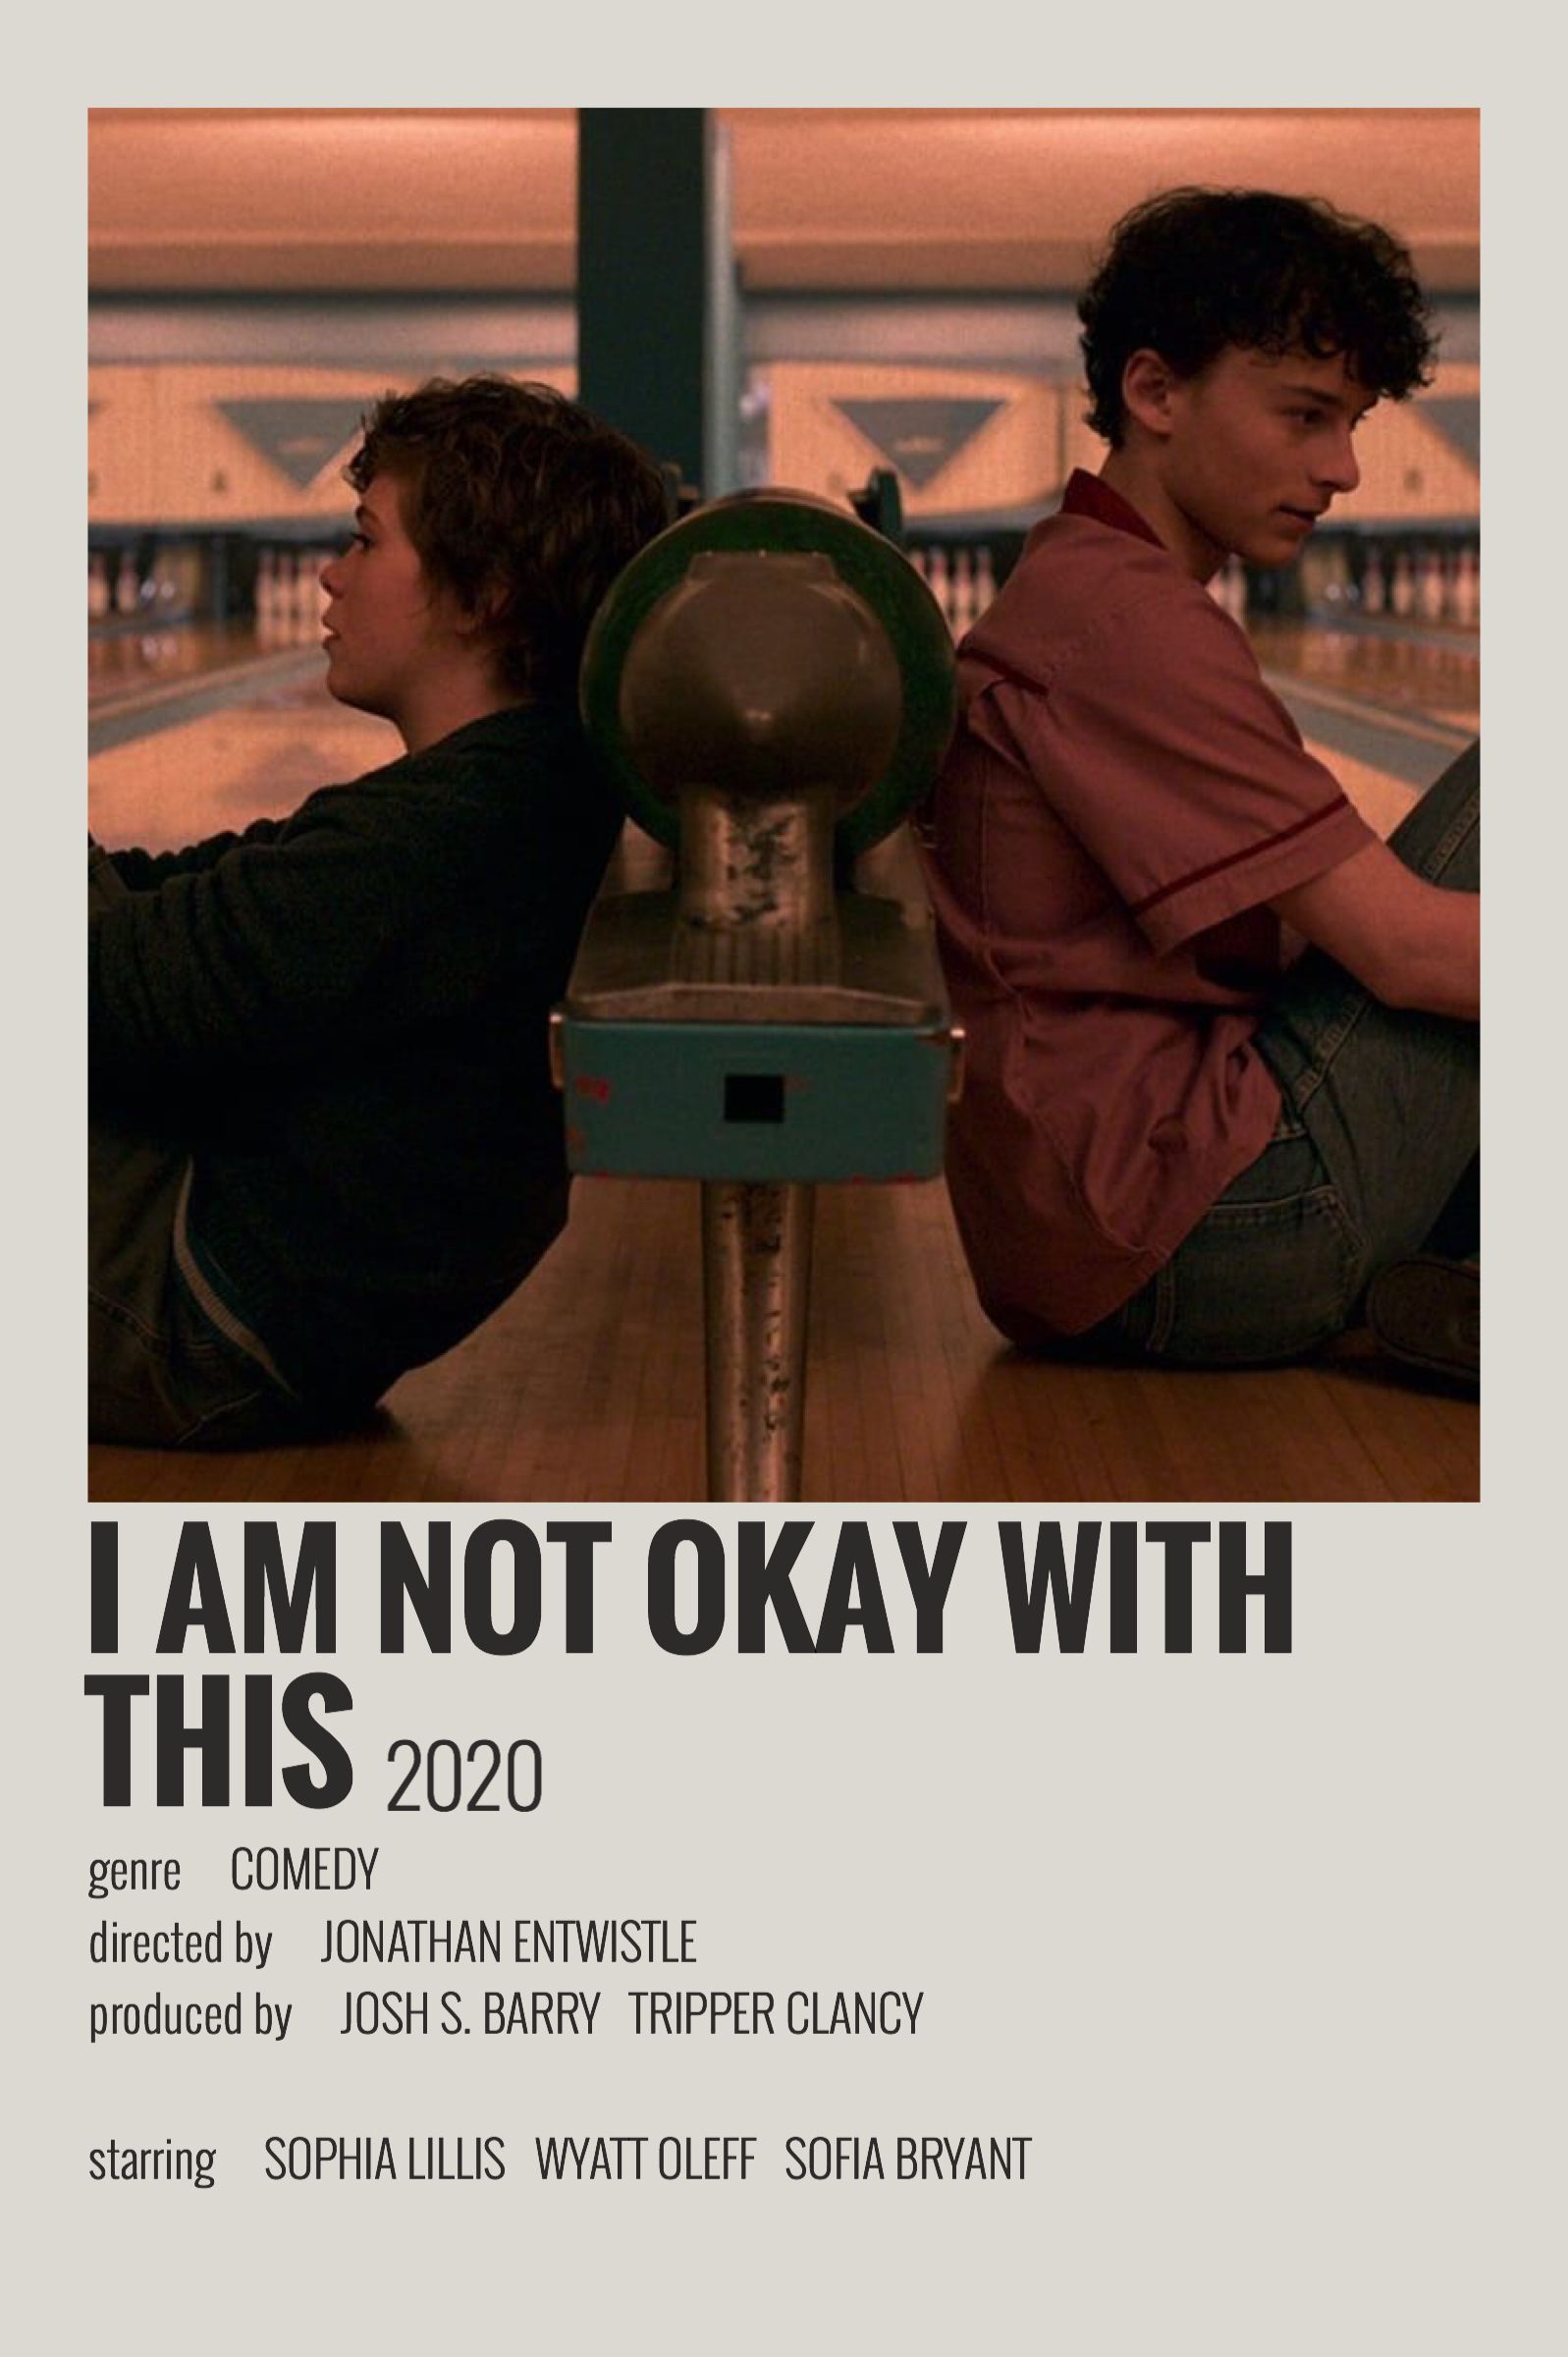 I AM NOT OKAY WITH
THIS 2020
genre COMEDY
directed by JONATHAN ENTWISTLE
produced by JOSH S. BARRY TRIPPER CLANCY
starring SOPHIA LILLIS WYATT OLEFF SOFIA BRYANT